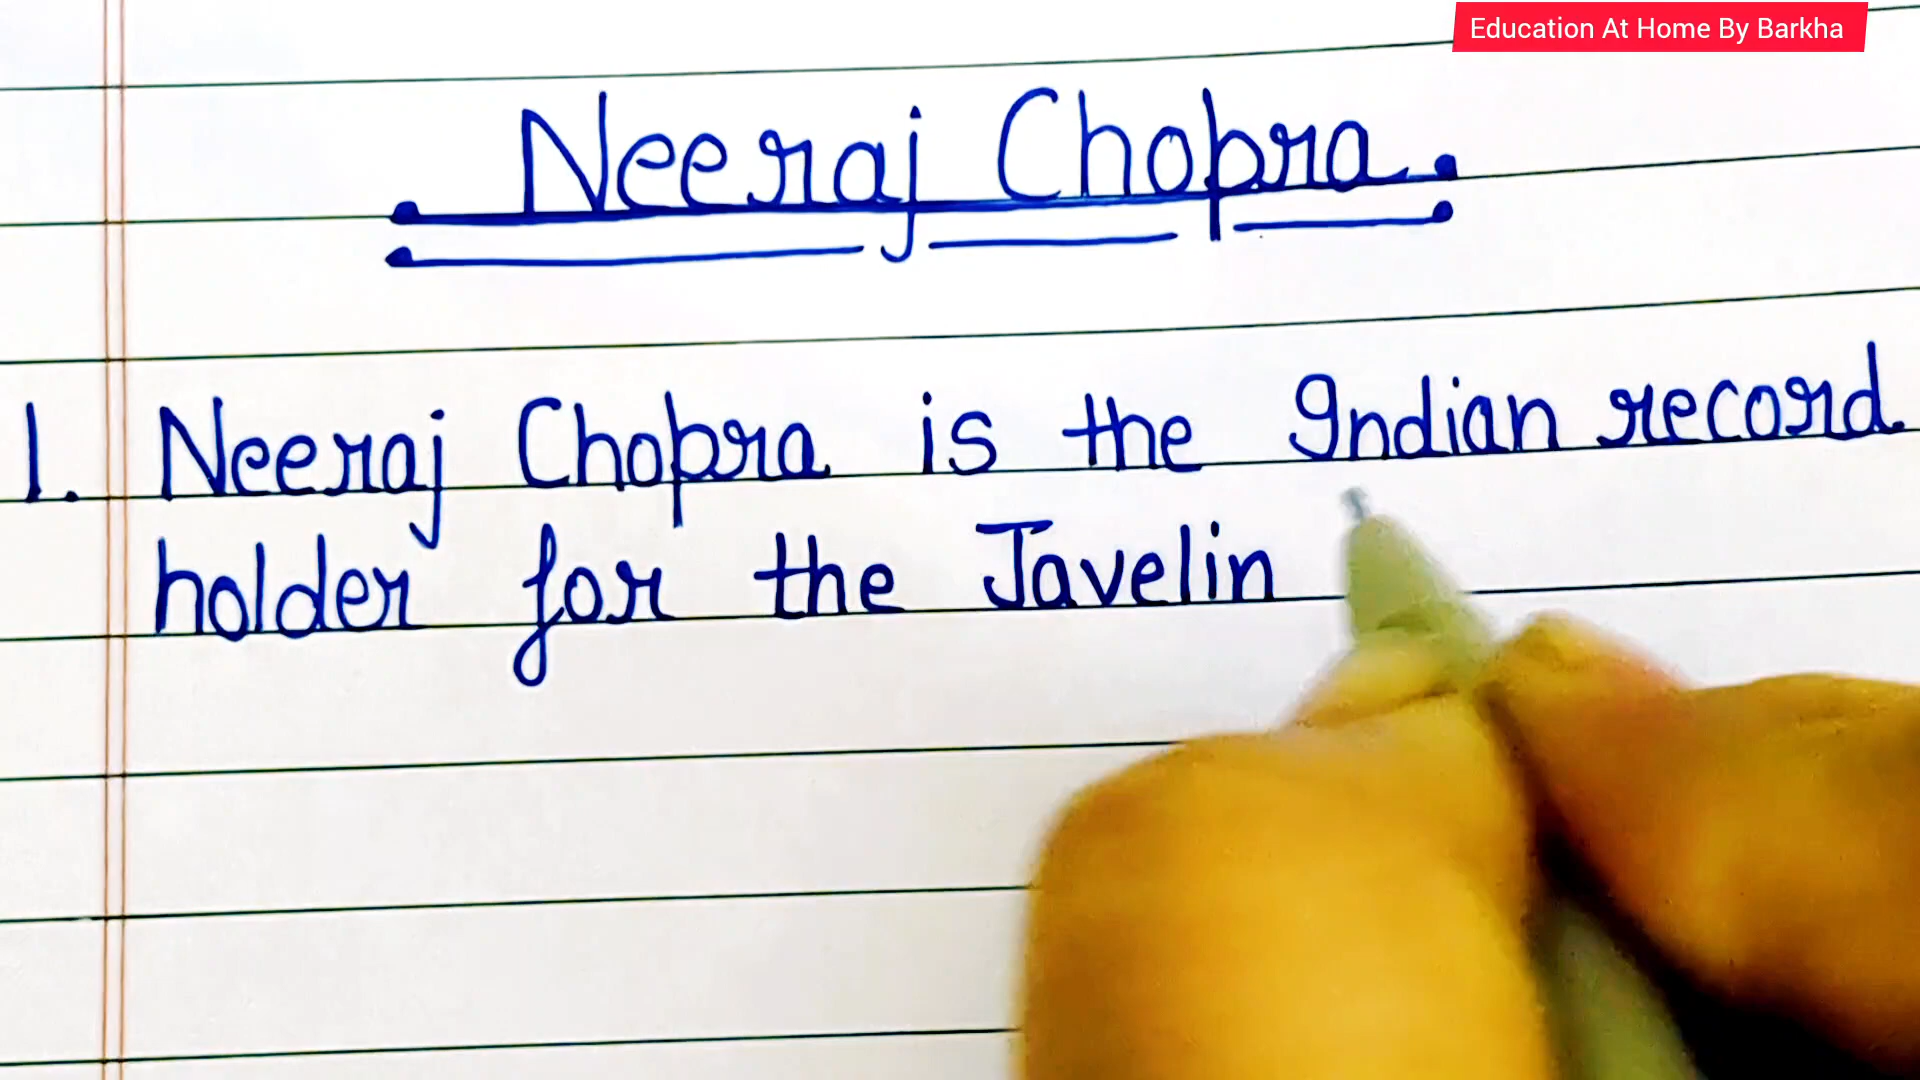 Education At Home By Barkha
Neeraj Chopra
1. Neeraj Chopra is the Indian record
holder for the Javelin